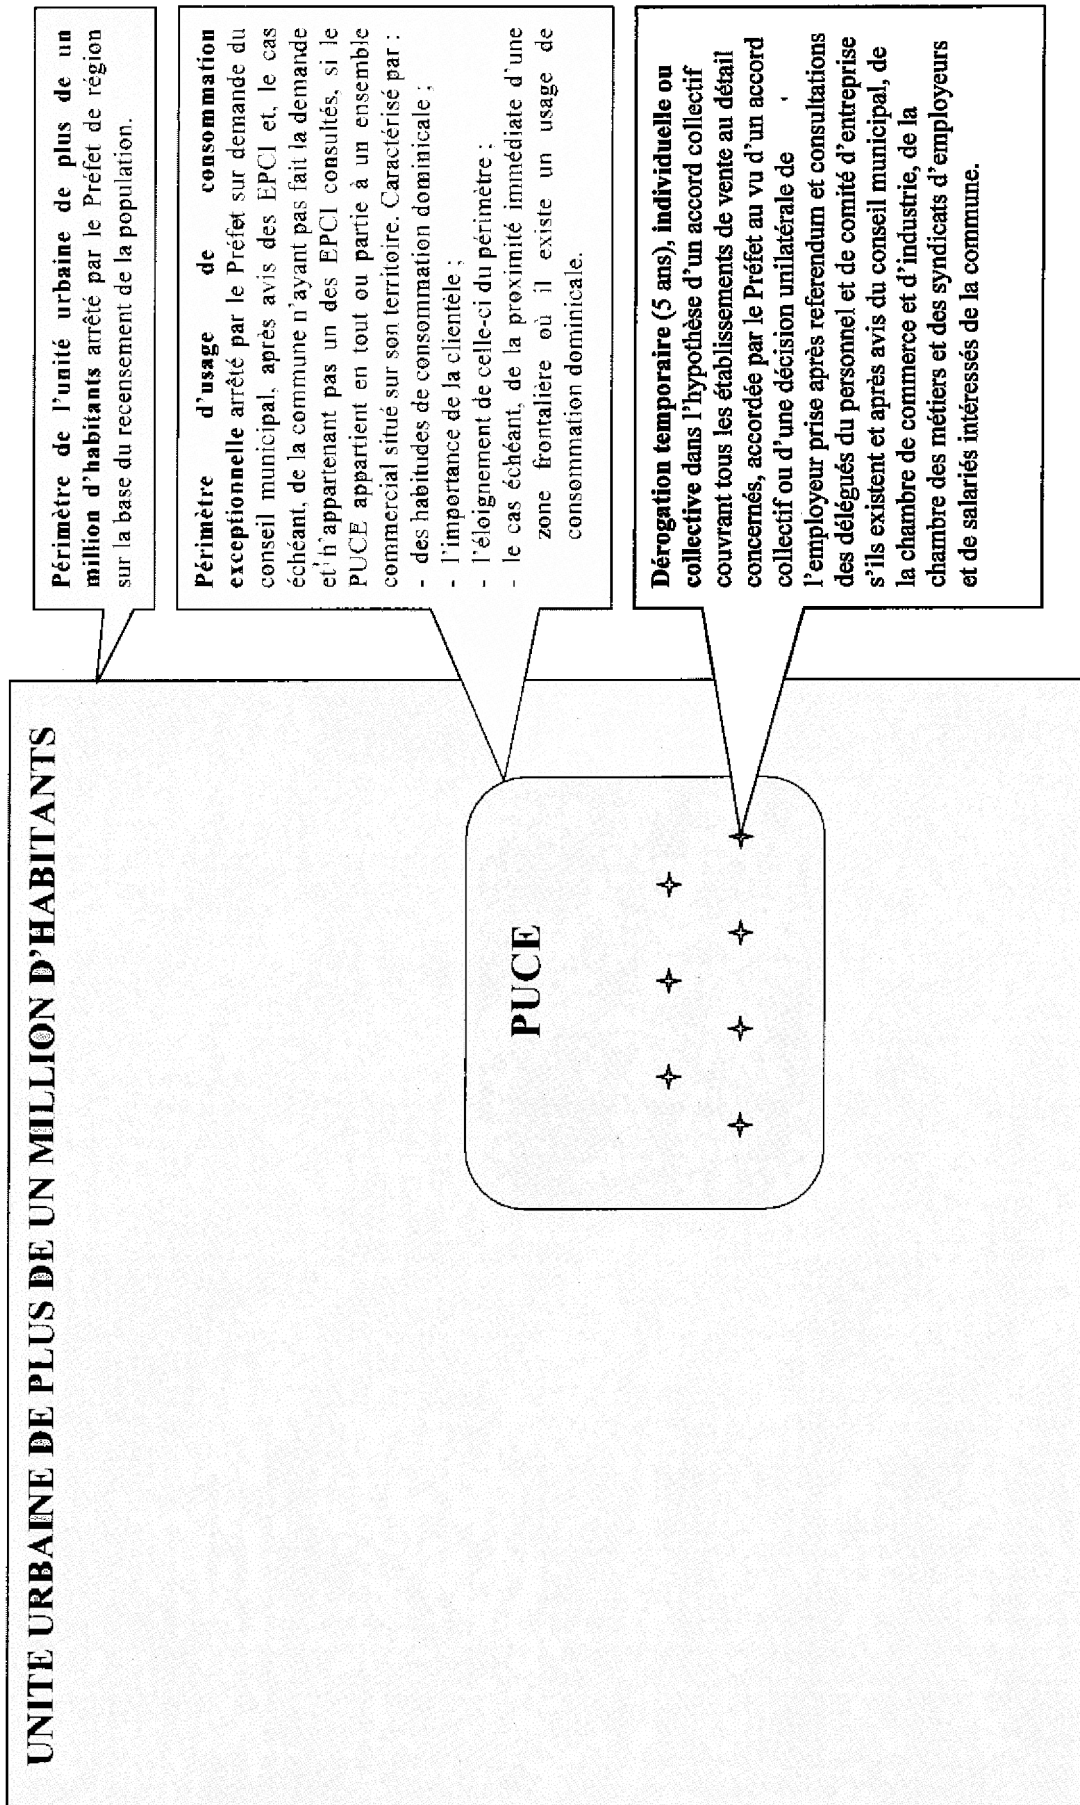 UNITE URBAINE DE PLUS DE UN MILLION D'HABITANTS
PUCE
Périmètre de l'unité urbaine de plus de un
million d'habitants arrêté par le Préfet de région
sur la base du recensement de la population.
Périmètre d'usage de consommation
exceptionnelle arrêté par le Préfet sur demande du
conseil municipal, après avis des EPCI et, le cas
échéant, de la commune n'ayant pas fait la demande
et n'appartenant pas un des EPCI consultés, si le
PUCE appartient en tout ou partie à un ensemble
commercial situé sur son territoire. Caractérisé par :
- des habitudes de consommation dominicale ;
- l'importance de la clientèle ;
- l'éloignement de celle-ci du périmètre ;
- le cas échéant, de la proximité immédiate d'une
zone frontalière où il existe un usage de
consommation dominicale.
Dérogation temporaire (5 ans), individuelle ou
collective dans l'hypothèse d'un accord collectif
couvrant tous les établissements de vente au détail
concernés, accordée par le Préfet au vu d'un accord
collectif ou d'une décision unilatérale de
l'employeur prise après referendum et consultations
des délégués du personnel et de comité d'entreprise
s'ils existent et après avis du conseil municipal, de
la chambre de commerce et d'industrie, de la
chambre des métiers et des syndicats d'employeurs
et de salariés intéressés de la commune.